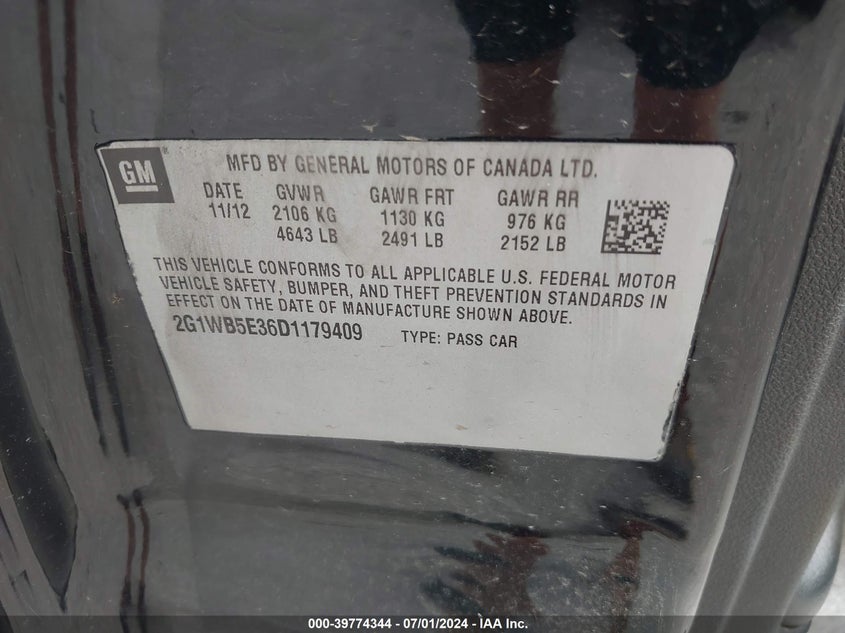 GM
MFD BY GENERAL MOTORS OF CANADA LTD.
DATE GVWR GAWR FRT GAWR RR
11/12 2106 KG 1130 KG 976 KG
4643 LB 2491 LB 2152 LB
THIS VEHICLE CONFORMS TO ALL APPLICABLE U.S. FEDERAL MOTOR
VEHICLE SAFETY, BUMPER, AND THEFT PREVENTION STANDARDS IN
EFFECT ON THE DATE OF MANUFACTURE SHOWN ABOVE.
2G1WB5E36D1179409 TYPE: PASS CAR
000-39774344 - 07/01/2024 - IAA Inc.